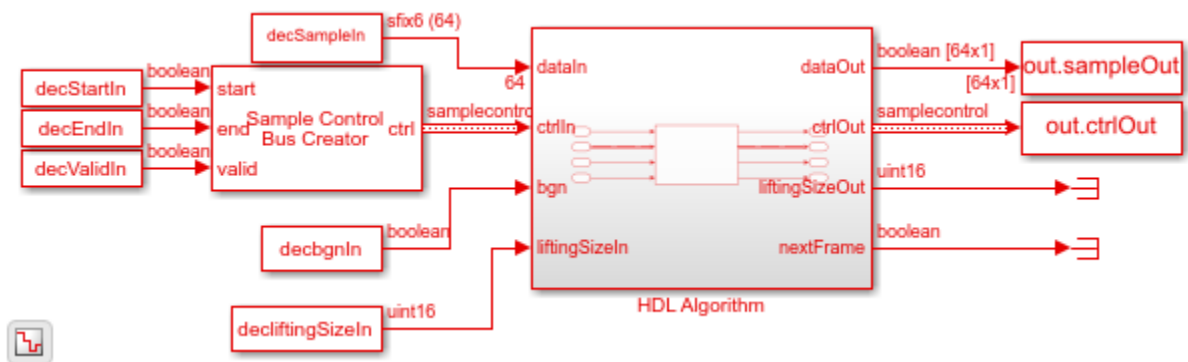 decSampleIn
sfix6 (64)
decStartIn
boolean
decEndIn
boolean
decValidIn
boolean
start
end
valid
Sample Control
Bus Creator
ctrl
samplecontrol
64
dataIn
ctrlIn
bgn
liftingSizeIn
dataOut
ctrlOut
liftingSizeOut
nextFrame
HDL Algorithm
boolean [64x1]
[64x1]
out.sampleOut
samplecontrol
out.ctrlOut
uint16
boolean
decbgnIn
boolean
decliftingSizeIn
uint16